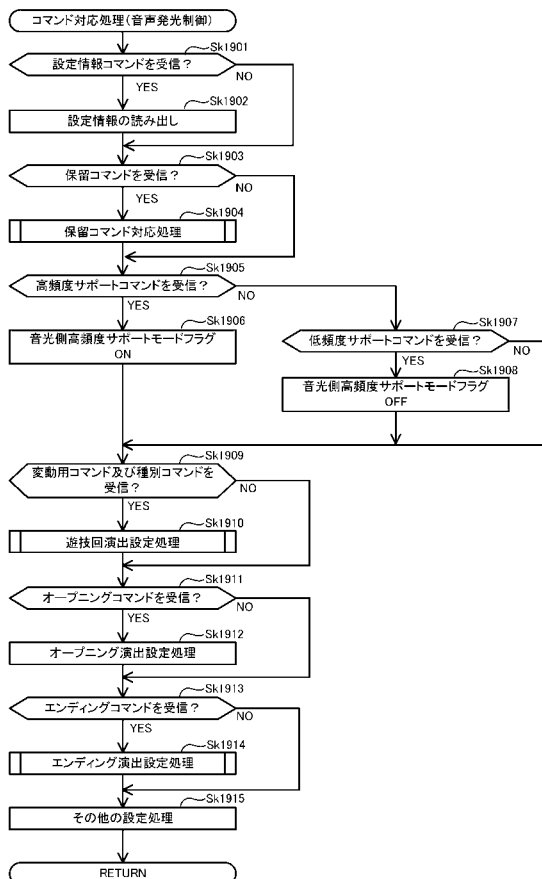 コマンド対応処理(音声発光制御)
Sk1901
設定情報コマンドを受信?
NO
YES
Sk1902
設定情報の読み出し
Sk1903
保留コマンドを受信?
NO
YES
Sk1904
保留コマンド対応処理
Sk1905
高頻度サポートコマンドを受信?
NO
YES
Sk1906
音光側高頻度サポートモードフラグ
ON
Sk1907
低頻度サポートコマンドを受信?
NO
YES
Sk1908
音光側高頻度サポートモードフラグ
OFF
Sk1909
変動用コマンド及び種別コマンドを
受信?
NO
YES
Sk1910
遊技回演出設定処理
Sk1911
オープニングコマンドを受信?
NO
YES
Sk1912
オープニング演出設定処理
Sk1913
エンディングコマンドを受信?
NO
YES
Sk1914
エンディング演出設定処理
Sk1915
その他の設定処理
RETURN